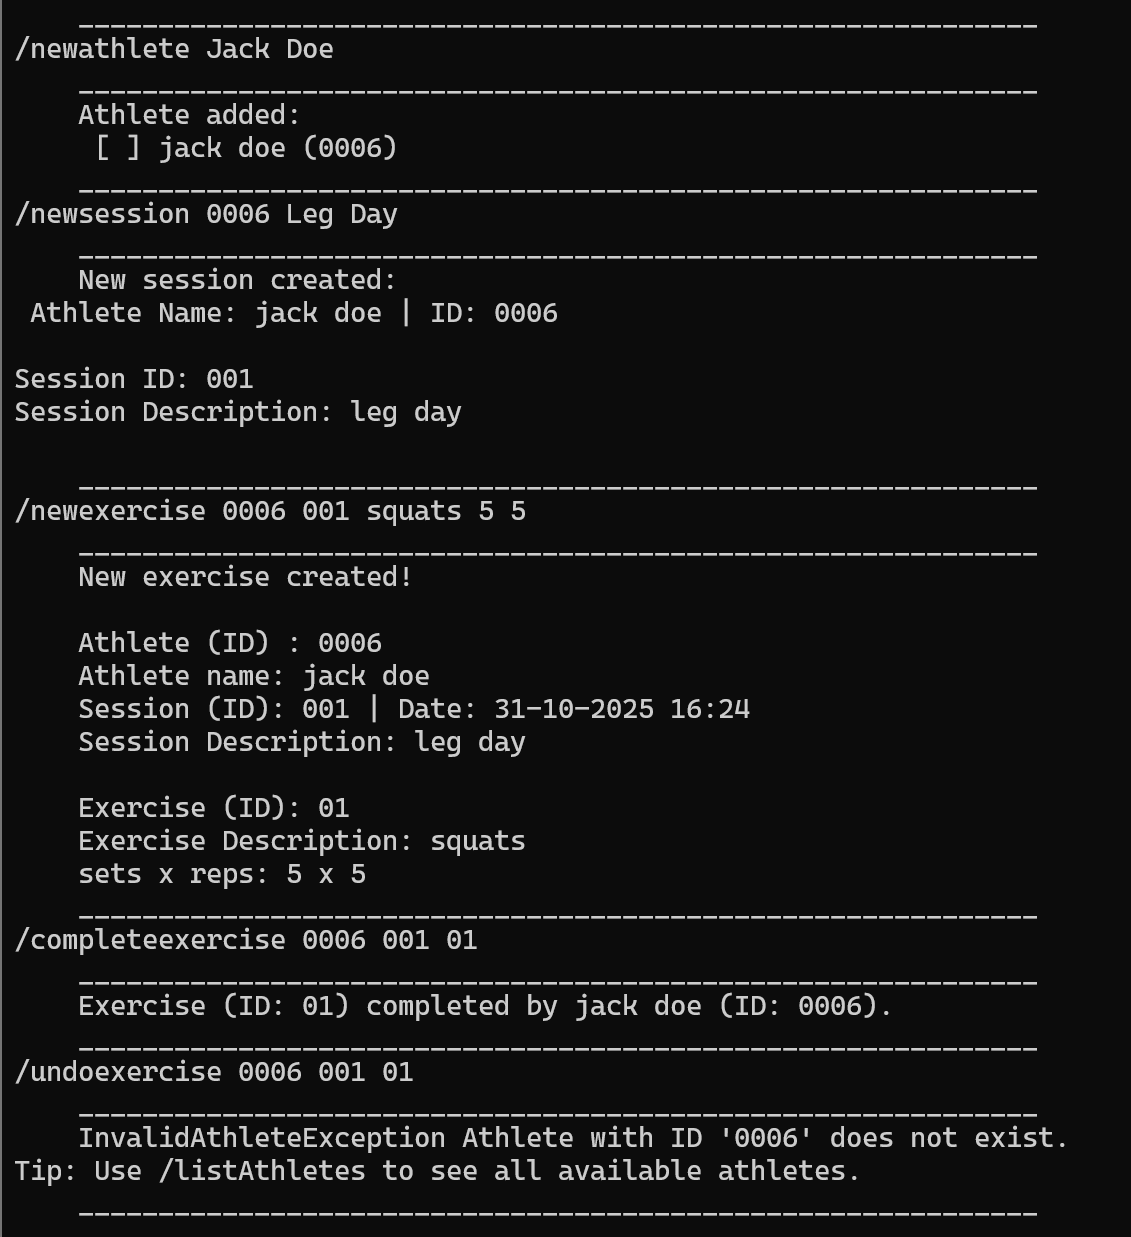 ____________________________________________________________
/newathlete Jack Doe
____________________________________________________________
Athlete added:
[ ] jack doe (0006)
____________________________________________________________
/newsession 0006 Leg Day
____________________________________________________________
New session created:
Athlete Name: jack doe | ID: 0006
Session ID: 001
Session Description: leg day
____________________________________________________________
/newexercise 0006 001 squats 5 5
____________________________________________________________
New exercise created!
Athlete (ID) : 0006
Athlete name: jack doe
Session (ID): 001 | Date: 31-10-2025 16:24
Session Description: leg day
Exercise (ID): 01
Exercise Description: squats
sets x reps: 5 x 5
____________________________________________________________
/completeexercise 0006 001 01
____________________________________________________________
Exercise (ID: 01) completed by jack doe (ID: 0006).
____________________________________________________________
/undoexercise 0006 001 01
____________________________________________________________
InvalidAthleteException Athlete with ID '0006' does not exist.
Tip: Use /listAthletes to see all available athletes.
____________________________________________________________